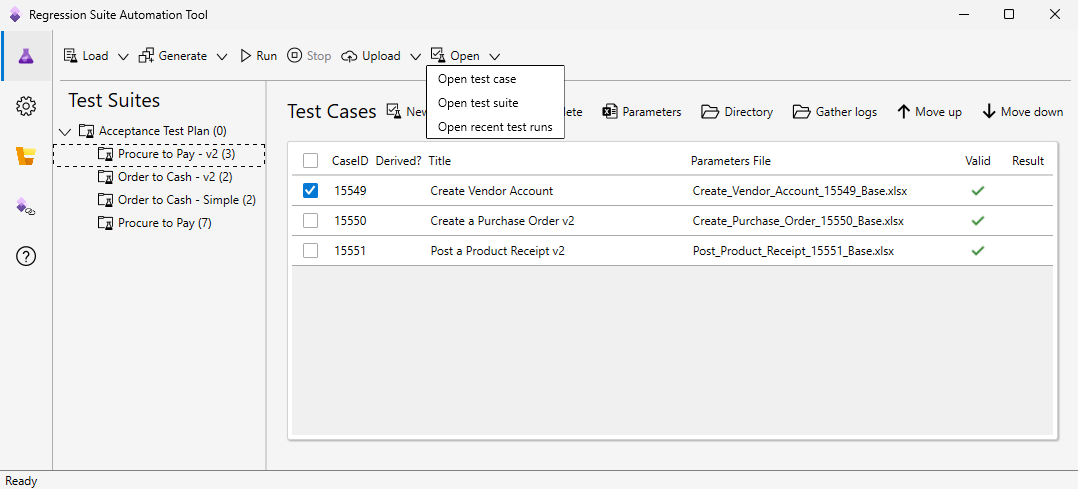 Regression Suite Automation Tool
Load Generate Run Stop Upload Open
Open test case
Open test suite
Open recent test runs
Test Suites
Acceptance Test Plan (0)
Procure to Pay - v2 (3)
Order to Cash - v2 (2)
Order to Cash - Simple (2)
Procure to Pay (7)
Test Cases New lete Parameters Directory Gather logs Move up Move down
CaseID Derived? Title Parameters File Valid Result
15549 Create Vendor Account Create_Vendor_Account_15549_Base.xlsx
15550 Create a Purchase Order v2 Create_Purchase_Order_15550_Base.xlsx
15551 Post a Product Receipt v2 Post_Product_Receipt_15551_Base.xlsx
Ready